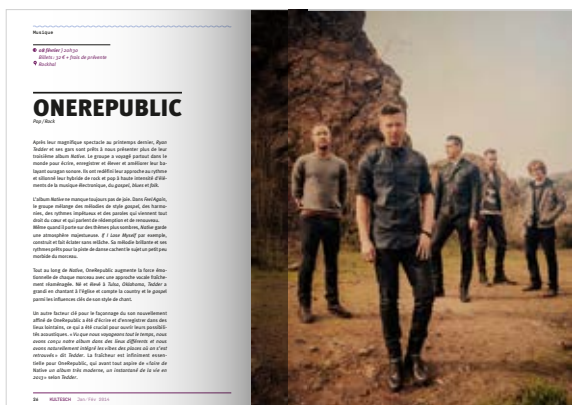 Musique
08 février | 20h30
Billets : 32 € + frais de prévente
Rockhal
ONEREPUBLIC
Pop / Rock
Après leur magnifique spectacle au printemps dernier, Ryan
Tedder et ses gars sont prêts à nous présenter plus de leur
troisième album Native. Le groupe a voyagé partout dans le
monde pour écrire, enregistrer et élever et améliorer leur ba-
layant ouragan sonore. Ils ont redéfini leur approche au rythme
et sillonné leur hybride de rock et pop à haute intensité d'élé-
ments de la musique électronique, du gospel, blues et folk.
L'album Native ne manque toujours pas de joie. Dans Feel Again,
le groupe mélange des mélodies de style gospel, des harmo-
nies, des rythmes impétueux et des paroles qui viennent tout
droit du cœur et qui parlent de rédemption et de renouveau.
Même quand il porte sur des thèmes plus sombres, Native garde
une atmosphère majestueuse. If I Lose Myself par exemple,
construit et fait éclater sans relâche. Sa mélodie brillante et ses
rythmes prêts pour la piste de danse cachent le sujet un petit peu
morbide du morceau.
Tout au long de Native, OneRepublic augmente la force émo-
tionnelle de chaque morceau avec une approche vocale fraîche-
ment réaménagée. Né et élevé à Tulsa, Oklahoma, Tedder a
grandi en chantant à l'église et compte la country et le gospel
parmi les influences clés de son style de chant.
Un autre facteur clé pour le façonnage du son nouvellement
affiné de OneRepublic a été d'écrire et d'enregistrer dans des
lieux lointains, ce qui a été crucial pour ouvrir leurs possibili-
tés acoustiques. « Vu que nous voyageons tout le temps, nous
avons conçu notre album dans des lieux différents et nous
avons naturellement intégré les vibes des places où on s'est
retrouvés » dit Tedder. La fraîcheur est infiniment essen-
tielle pour OneRepublic, qui avant tout aspire de « faire de
Native un album très moderne, un instantané de la vie en
2013 » selon Tedder.
26 KULTESCH Jan/Fév 2014